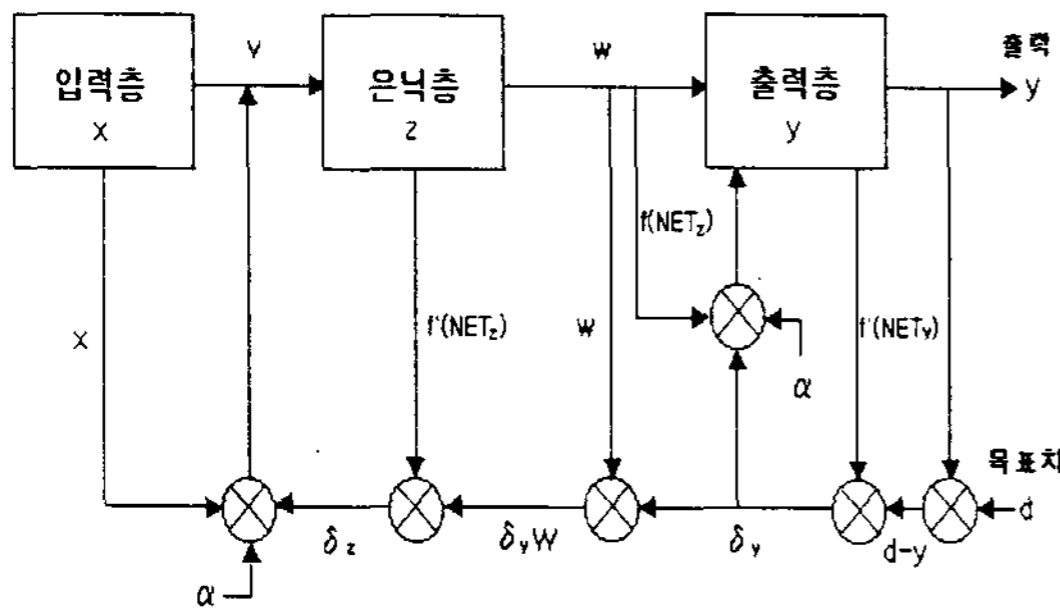 입력층
X
V
은닉층
z
W
출력층
y
출력
y
f(NETz)
X
f'(NETz)
W
α
f'(NETy)
목표치
d
d-y
δy
δyW
δz
α